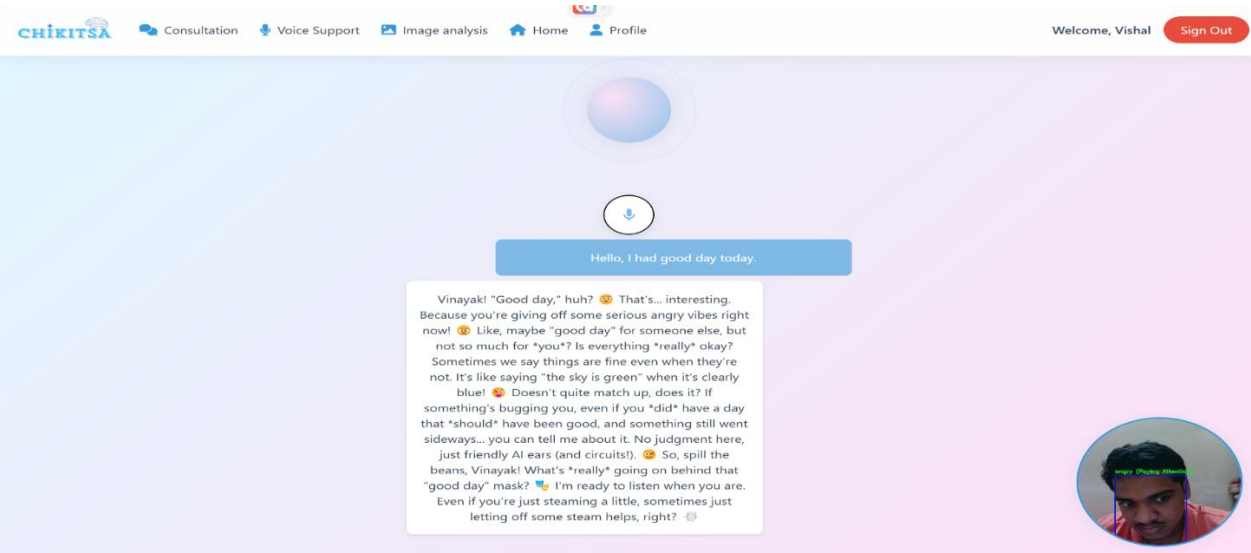 CHİKITSA
Consultation
Voice Support
Image analysis
Home
Profile
Welcome, Vishal
Sign Out
Hello, I had good day today.
Vinayak! "Good day," huh? That's... interesting.
Because you're giving off some serious angry vibes right
now! Like, maybe "good day" for someone else, but
not so much for *you*? Is everything *really* okay?
Sometimes we say things are fine even when they're
not. It's like saying "the sky is green" when it's clearly
blue! Doesn't quite match up, does it? If
something's bugging you, even if you *did* have a day
that *should* have been good, and something still went
sideways... you can tell me about it. No judgment here,
just friendly AI ears (and circuits!). So, spill the
beans, Vinayak! What's *really* going on behind that
"good day" mask? I'm ready to listen when you are.
Even if you're just steaming a little, sometimes just
letting off some steam helps, right?
angry (Paying Attention)